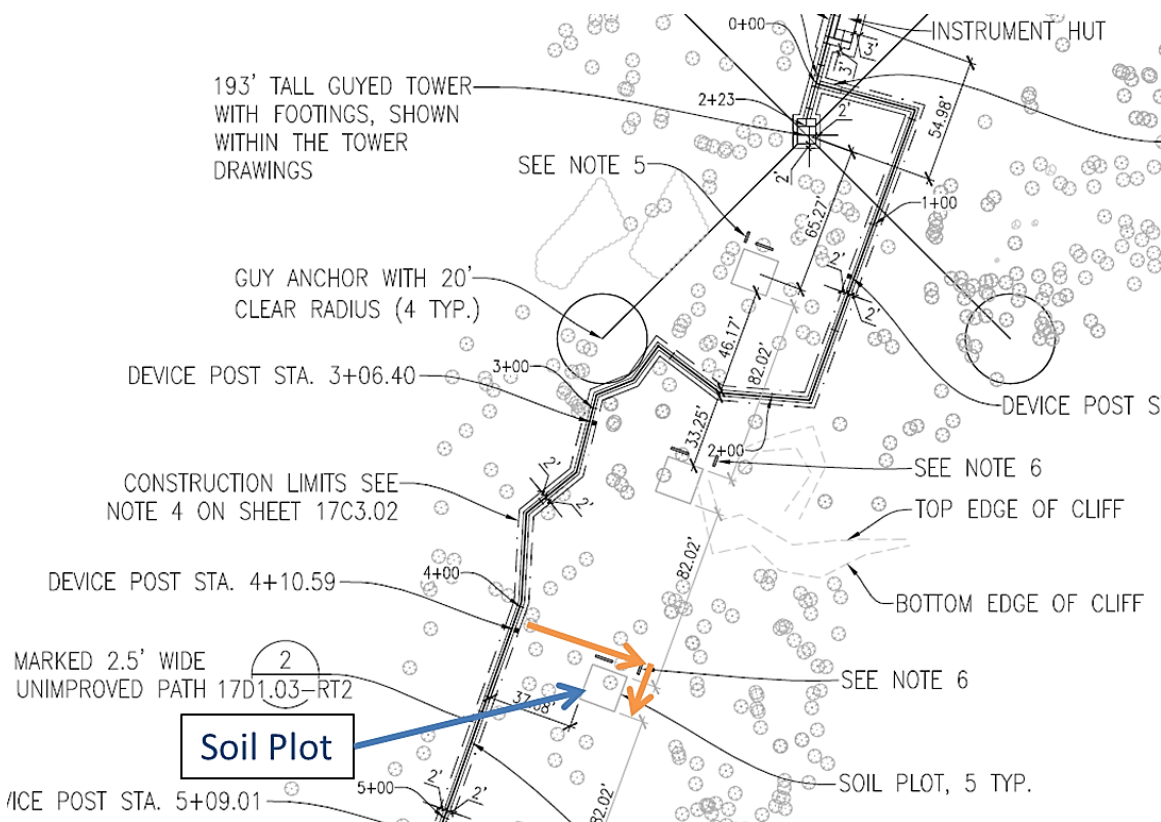 0+00
INSTRUMENT HUT
3'
3'
193' TALL GUYED TOWER
WITH FOOTINGS, SHOWN
WITHIN THE TOWER
DRAWINGS
2+23
2'
54.98'
SEE NOTE 5
2'
1+00
65.27'
GUY ANCHOR WITH 20'
CLEAR RADIUS (4 TYP.)
2'
2'
46.17'
82.02'
3+00
DEVICE POST STA. 3+06.40
DEVICE POST S
33.25'
2+00
SEE NOTE 6
2'
CONSTRUCTION LIMITS SEE
NOTE 4 ON SHEET 17C3.02
2'
TOP EDGE OF CLIFF
82.02'
4+00
DEVICE POST STA. 4+10.59
BOTTOM EDGE OF CLIFF
MARKED 2.5' WIDE
UNIMPROVED PATH
2
17D1.03-RT2
SEE NOTE 6
Soil Plot
SOIL PLOT, 5 TYP.
5+00
2'
2'
VICE POST STA. 5+09.01
82.02'